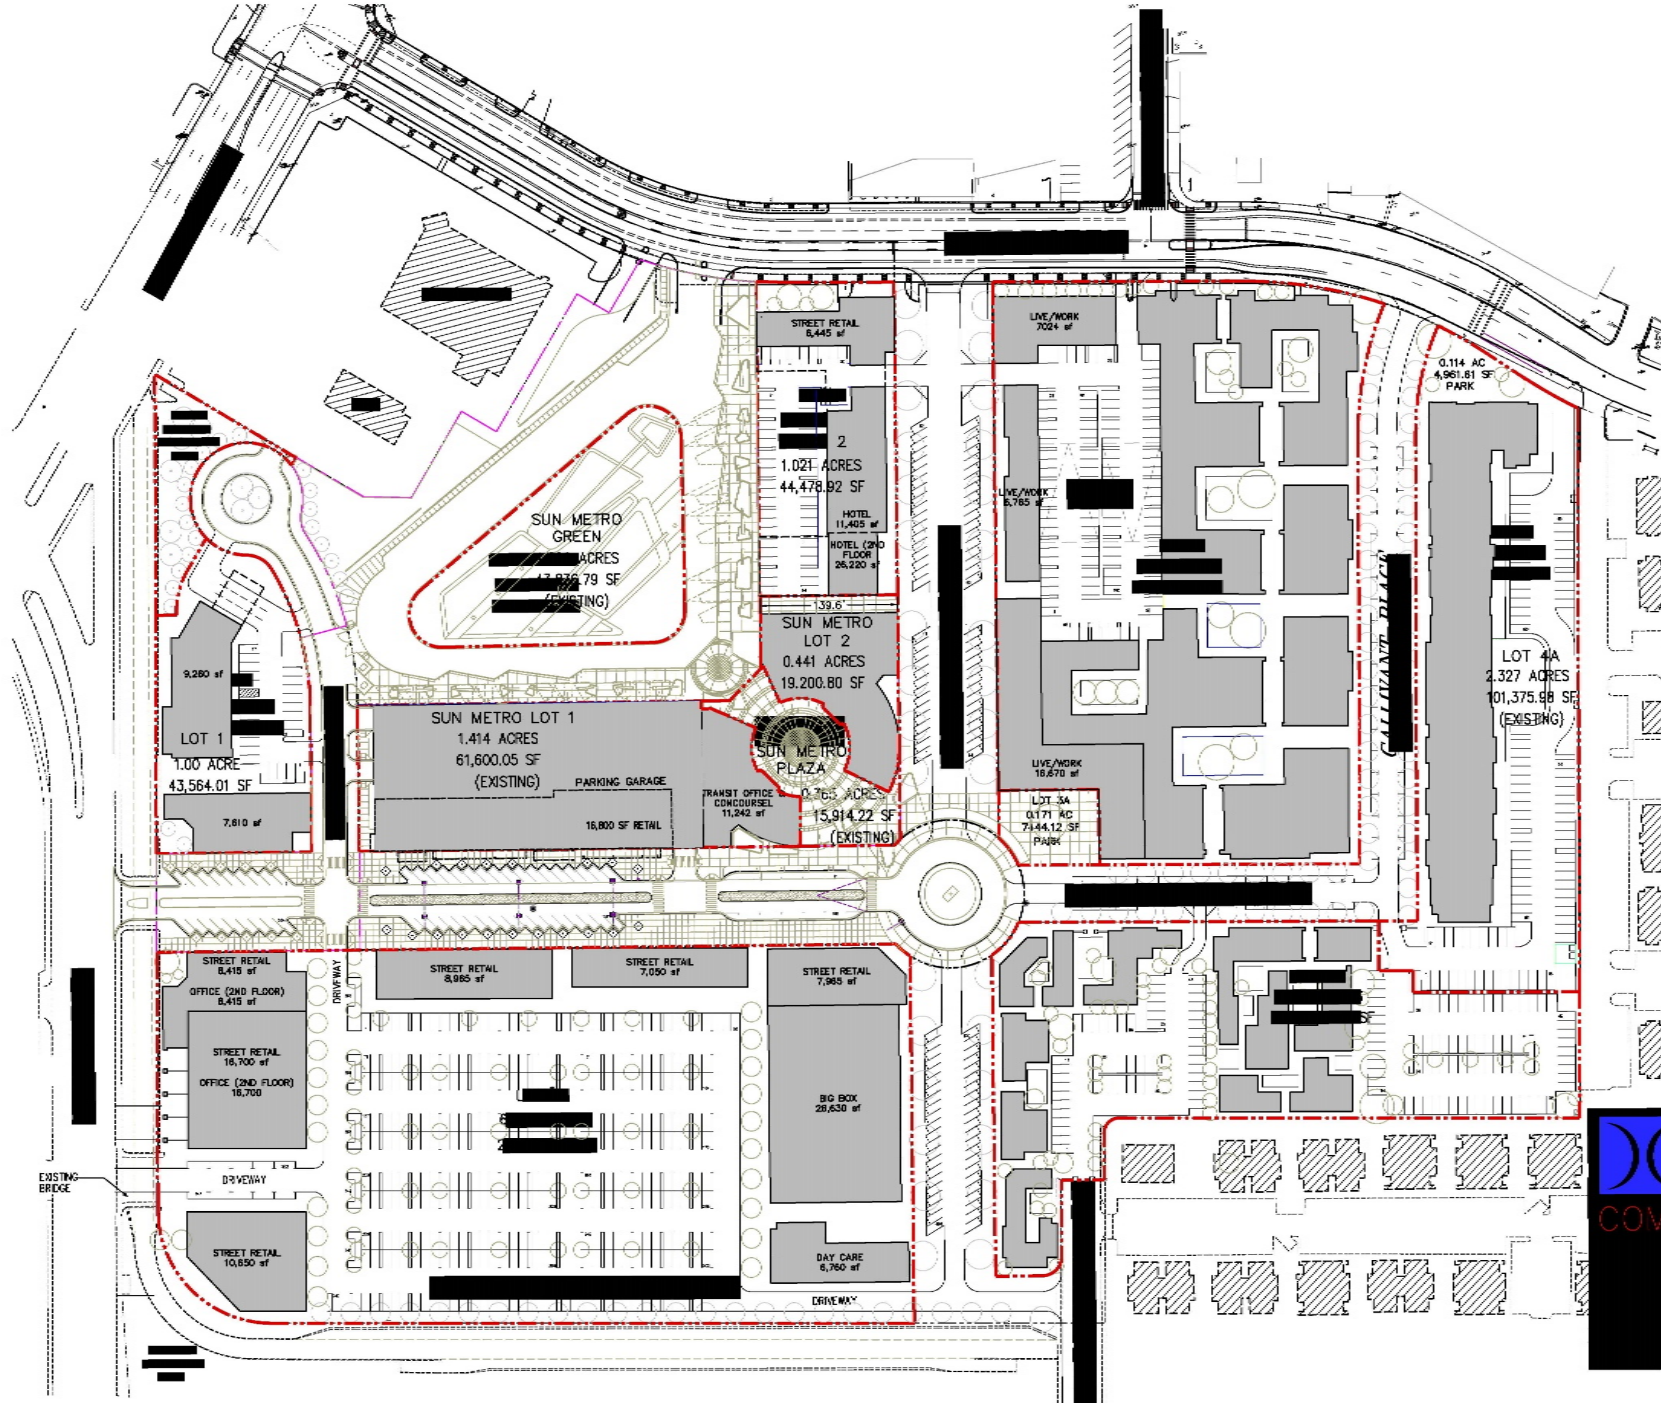 STREET RETAIL
6,445 sf
LIVE/WORK
7024 sf
0.114 AC
4,961.61 SF
PARK
2
1.021 ACRES
44,478.92 SF
HOTEL
11,405 sf
HOTEL (2ND
FLOOR
26,220 sf
LIVE/WORK
6,765 sf
SUN METRO
GREEN
ACRES
SF
(EXISTING)
139.6'
SUN METRO
LOT 2
0.441 ACRES
19,200.80 SF
GALLIVANT PLACE
LOT 4A
2.327 ACRES
101,375.98 SF
(EXISTING)
9,260 sf
LOT 1
1.00 ACRE
43,564.01 SF
7,610 sf
SUN METRO LOT 1
1.414 ACRES
61,600.05 SF
(EXISTING)
PARKING GARAGE
16,800 SF RETAIL
TRANSIT OFFICE
CONCOURSEL
11,242 sf
SUN METRO
PLAZA
ACRES
15,914.22 SF
(EXISTING)
LIVE/WORK
16,670 sf
LOT 3A
0.171 AC
SF
PARK
STREET RETAIL
8,415 sf
OFFICE (2ND FLOOR)
8,415 sf
DRIVEWAY
STREET RETAIL
8,965 sf
STREET RETAIL
7,050 sf
STREET RETAIL
7,965 sf
STREET RETAIL
16,700 sf
OFFICE (2ND FLOOR)
16,700
BIG BOX
28,630 sf
EXISTING
BRIDGE
DRIVEWAY
STREET RETAIL
10,650 sf
DAY CARE
6,760 sf
DRIVEWAY